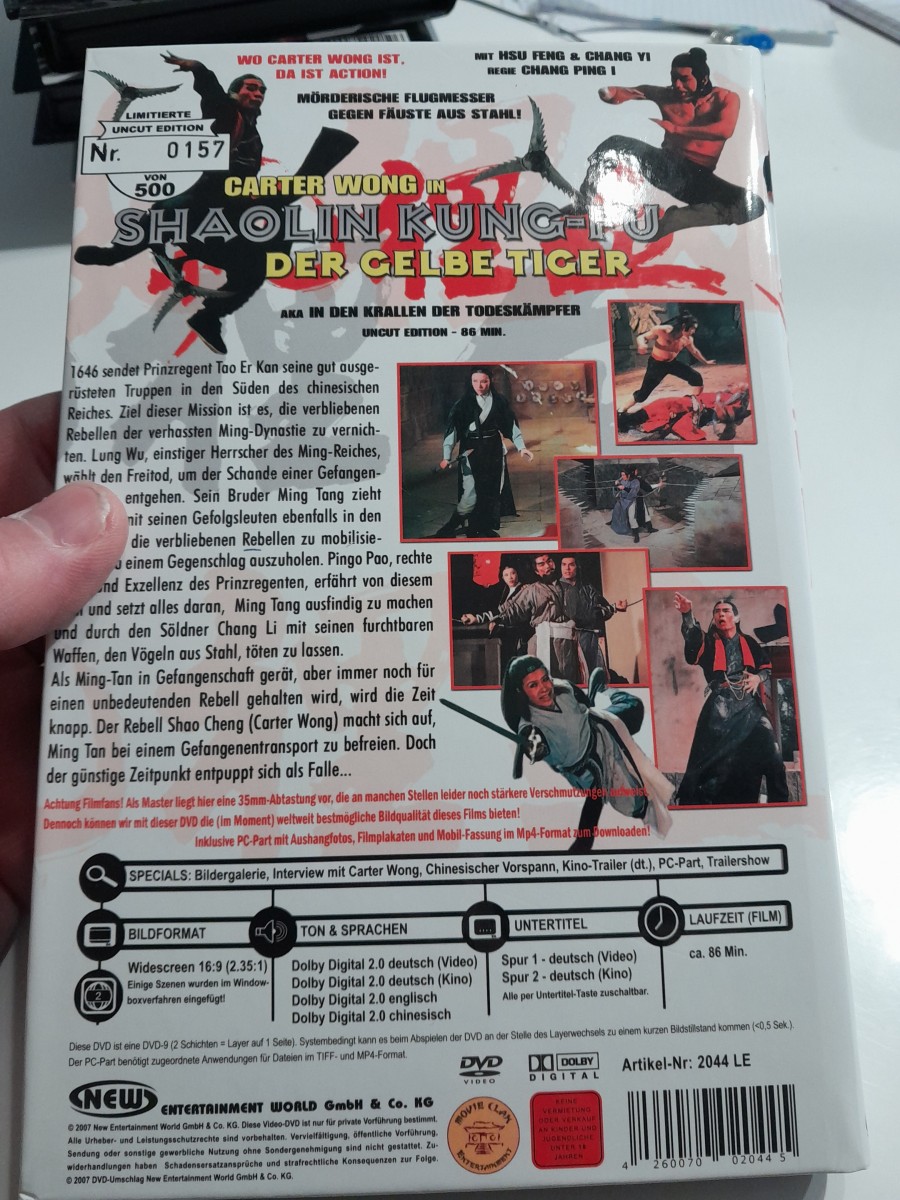 WO CARTER WONG IST,
DA IST ACTION!
MIT HSU FENG & CHANG YI
REGIE CHANG PING I
MÖRDERISCHE FLUGMESSER
GEGEN FÄUSTE AUS STAHL!
LIMITIERTE
UNCUT EDITION
Nr. 0157
VON
500
CARTER WONG IN
SHAOLIN KUNG-FU
DER GELBE TIGER
AKA IN DEN KRALLEN DER TODESKÄMPFER
UNCUT EDITION - 86 MIN.
1646 sendet Prinzregent Tao Er Kan seine gut ausge-
rüsteten Truppen in den Süden des chinesischen
Reiches. Ziel dieser Mission ist es, die verbliebenen
Rebellen der verhassten Ming-Dynastie zu vernich-
ten. Lung Wu, einstiger Herrscher des Ming-Reiches,
wählt den Freitod, um der Schande einer Gefangen-
entgehen. Sein Bruder Ming Tang zieht
mit seinen Gefolgsleuten ebenfalls in den
die verbliebenen Rebellen zu mobilisie-
einem Gegenschlag auszuholen. Pingo Pao, rechte
und Exzellenz des Prinzregenten, erfährt von diesem
und setzt alles daran, Ming Tang ausfindig zu machen
und durch den Söldner Chang Li mit seinen furchtbaren
Waffen, den Vögeln aus Stahl, töten zu lassen.
Als Ming-Tan in Gefangenschaft gerät, aber immer noch für
einen unbedeutenden Rebell gehalten wird, wird die Zeit
knapp. Der Rebell Shao Cheng (Carter Wong) macht sich auf,
Ming Tan bei einem Gefangenentransport zu befreien. Doch
der günstige Zeitpunkt entpuppt sich als Falle...
Achtung Filmfans! Als Master liegt hier eine 35mm-Abtastung vor, die an manchen Stellen leider noch stärkere Verschmutzungen aufweist.
Dennoch können wir mit dieser DVD die (im Moment) weltweit bestmögliche Bildqualität dieses Films bieten!
Inklusive PC-Part mit Aushangfotos, Filmplakaten und Mobil-Fassung im Mp4-Format zum Downloaden!
SPECIALS: Bildergalerie, Interview mit Carter Wong, Chinesischer Vorspann, Kino-Trailer (dt.), PC-Part, Trailershow
BILDFORMAT
Widescreen 16:9 (2.35:1)
Einige Szenen wurden im Window-
boxverfahren eingefügt!
2
TON & SPRACHEN
Dolby Digital 2.0 deutsch (Video)
Dolby Digital 2.0 deutsch (Kino)
Dolby Digital 2.0 englisch
Dolby Digital 2.0 chinesisch
UNTERTITEL
Spur 1 - deutsch (Video)
Spur 2 - deutsch (Kino)
Alle per Untertitel-Taste zuschaltbar.
LAUFZEIT (FILM)
ca. 86 Min.
Diese DVD ist eine DVD-9 (2 Schichten = Layer auf 1 Seite). Systembedingt kann es beim Abspielen der DVD an der Stelle des Layerwechsels zu einem kurzen Bildstillstand kommen (<0,5 Sek.).
Der PC-Part benötigt zugeordnete Anwendungen für Dateien im TIFF- und MP4-Format.
DVD
VIDEO
DOLBY
DIGITAL
Artikel-Nr: 2044 LE
NEW ENTERTAINMENT WORLD GmbH & Co. KG
© 2007 New Entertainment World GmbH & Co. KG. Diese Video-DVD ist nur für private Vorführung bestimmt.
Alle Urheber- und Leistungsschutzrechte sind vorbehalten. Vervielfältigung, öffentliche Vorführung,
Sendung oder sonstige gewerbliche Nutzung ohne Sondergenehmigung sind nicht gestattet. Zu-
widerhandlungen haben Schadensersatzansprüche und strafrechtliche Konsequenzen zur Folge.
© 2007 DVD-Umschlag New Entertainment World GmbH & Co. KG.
MOVIE CLAN
ENTERTAINMENT
KEINE
VERMIETUNG
ODER VERKAUF
AN KINDER UND
JUGENDLICHE
UNTER 18
JAHREN
4 260070 020445